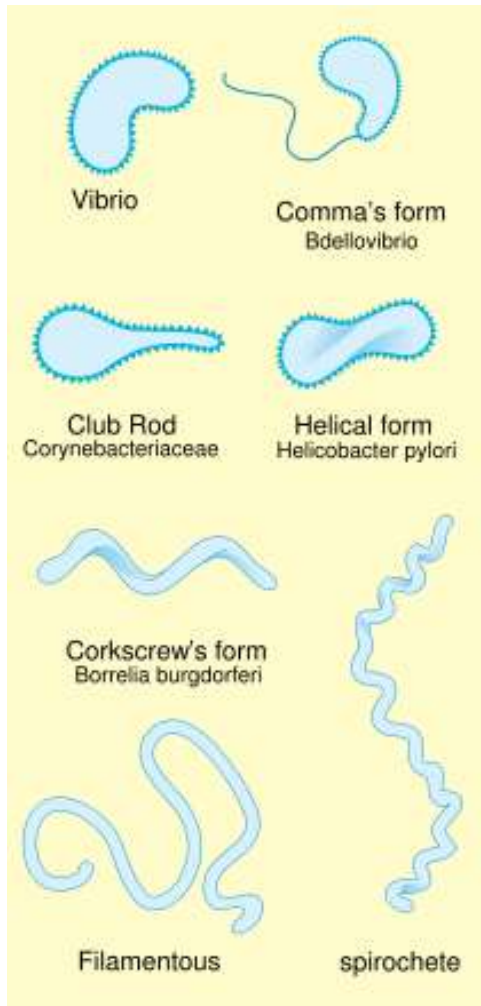 Vibrio
Comma's form
Bdellovibrio
Club Rod
Corynebacteriaceae
Helical form
Helicobacter pylori
Corkscrew's form
Borrelia burgdorferi
Filamentous
spirochete